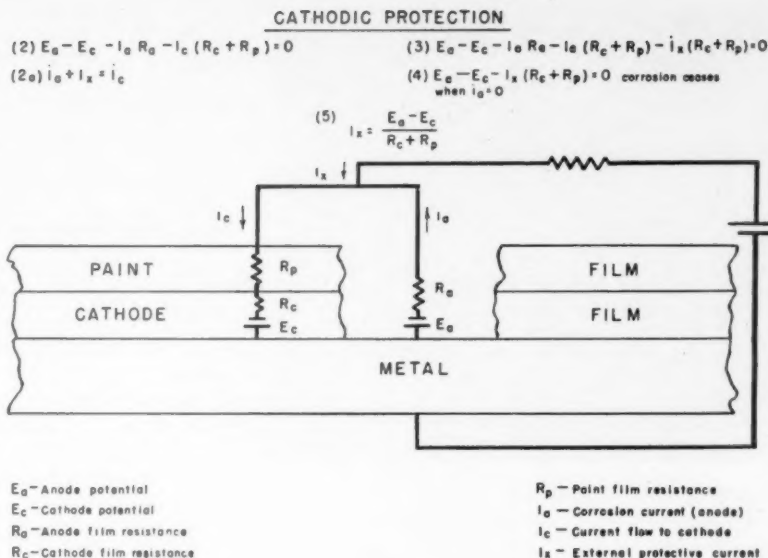 CATHODIC PROTECTION
(2) Ea – Ec – Ia Ra – Ic (Rc + Rp) = 0
(3) Ea – Ec – Ia Ra – Ia (Rc + Rp) – ix (Rc + Rp) = 0
(2a) ia + Ix = ic
(4) Ea – Ec – Ix (Rc + Rp) = 0 corrosion ceases
when ia = 0
(5) Ix = Ea – Ec / Rc + Rp
Ix
Ic
Ia
PAINT
Rp
FILM
Ra
CATHODE
Rc
Ec
Ea
FILM
METAL
Ea – Anode potential
Ec – Cathode potential
Ra – Anode film resistance
Rc – Cathode film resistance
Rp – Paint film resistance
Ia – Corrosion current (anode)
Ic – Current flow to cathode
Ix – External protective current